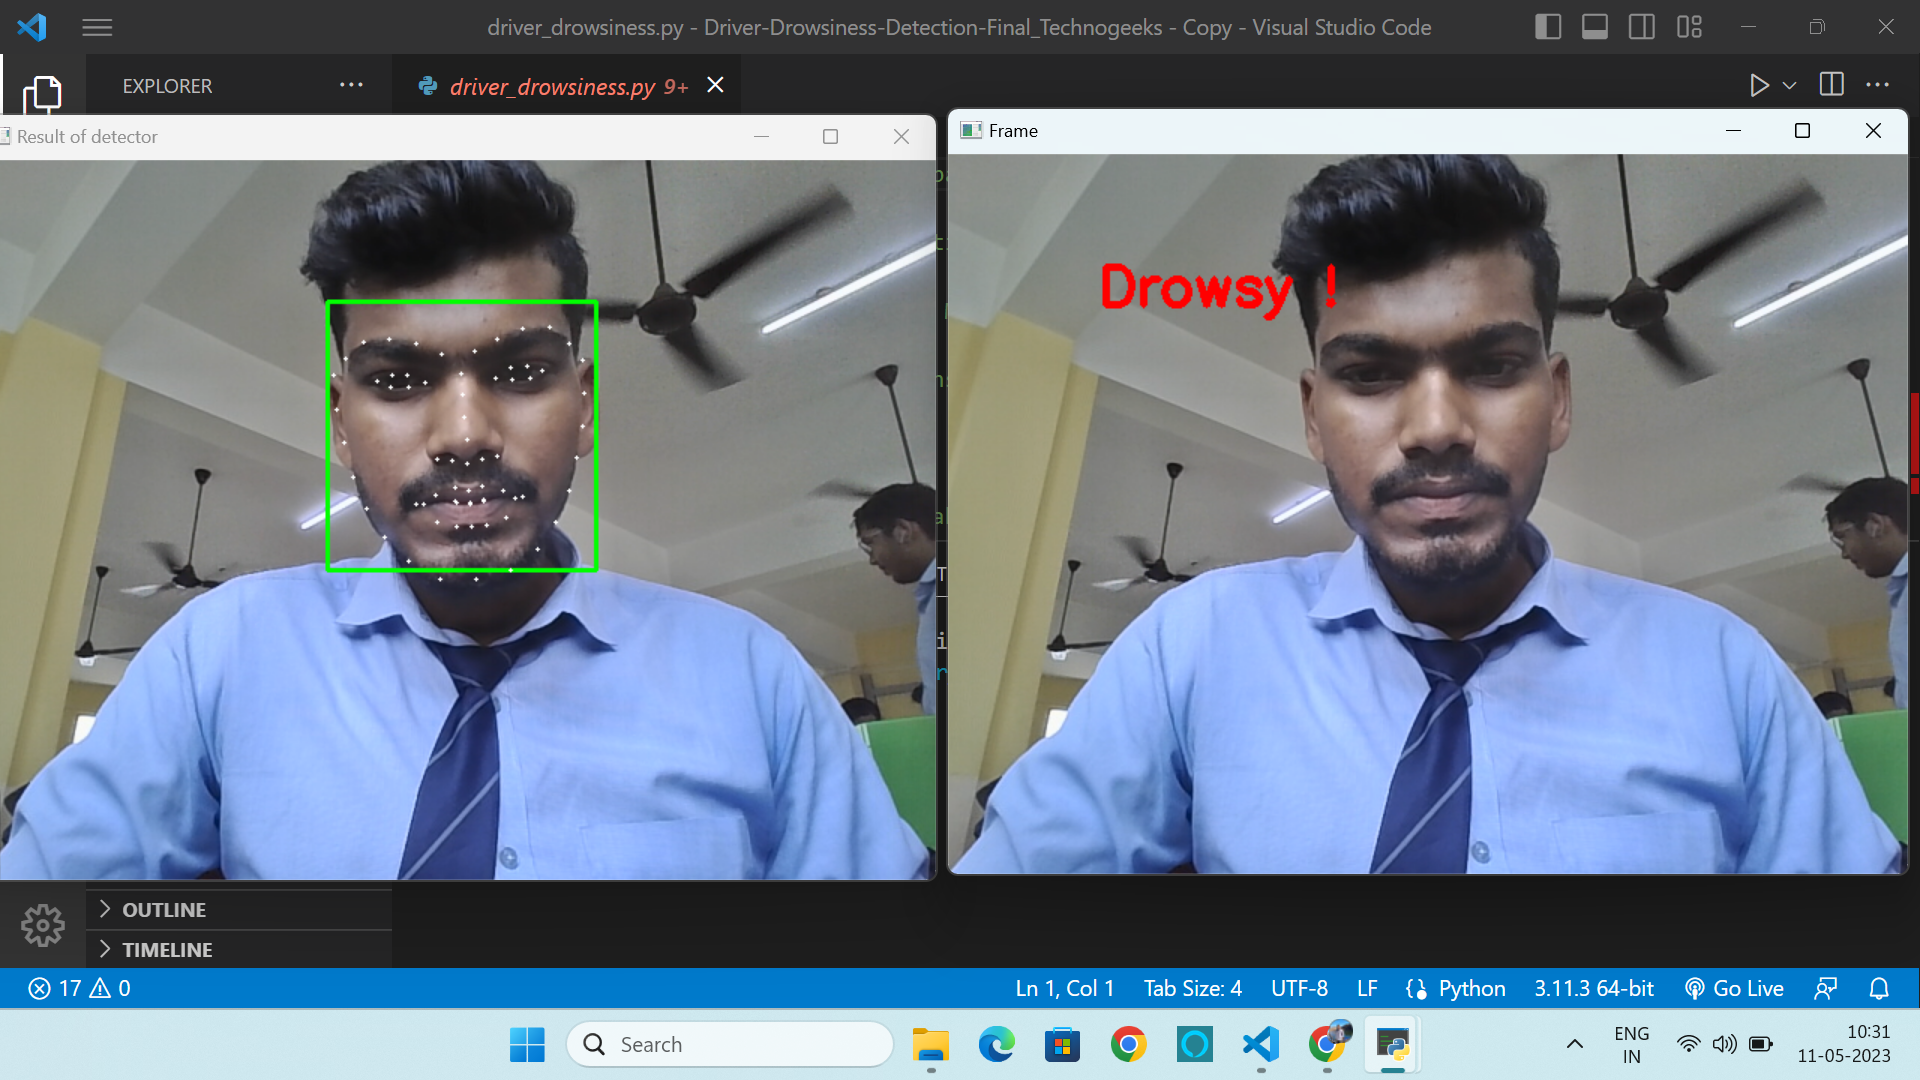 driver_drowsiness.py - Driver-Drowsiness-Detection-Final_Technogeeks - Copy - Visual Studio Code
EXPLORER
driver_drowsiness.py 9+
Result of detector
Frame
Drowsy !
OUTLINE
TIMELINE
17 0
Ln 1, Col 1 Tab Size: 4 UTF-8 LF Python 3.11.3 64-bit Go Live
Search
ENG
IN
10:31
11-05-2023